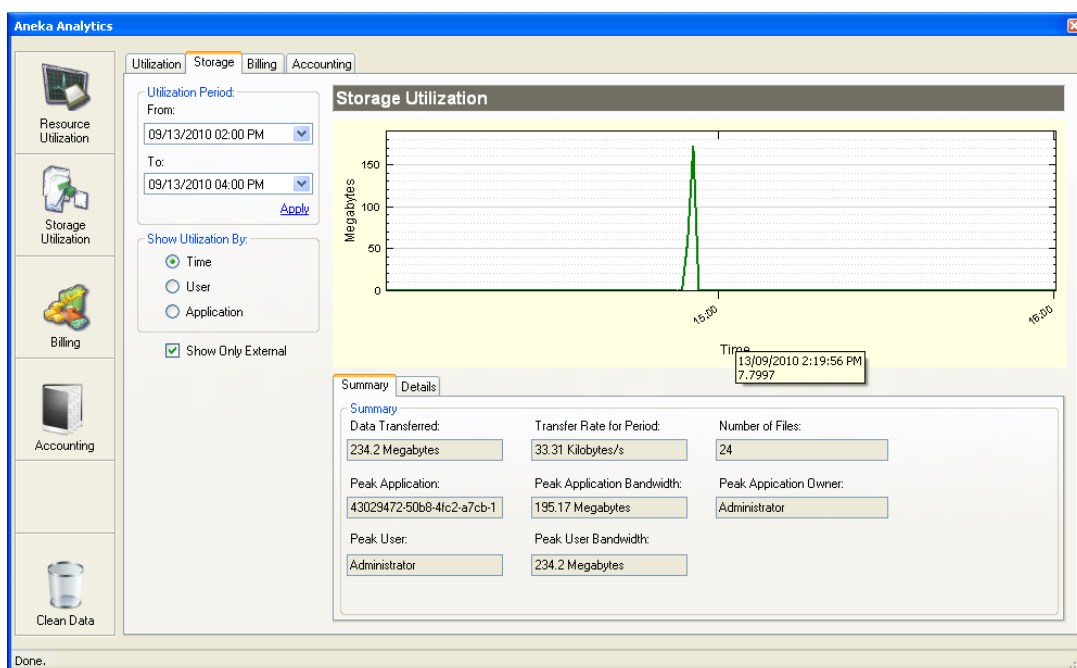 Aneka Analytics
Resource
Utilization
Storage
Utilization
Billing
Accounting
Clean Data
Utilization Storage Billing Accounting
Utilization Period:
From:
09/13/2010 02:00 PM
To:
09/13/2010 04:00 PM
Apply
Show Utilization By:
Time
User
Application
Show Only External
Storage Utilization
Megabytes
150
100
50
0
15:00
16:00
Time
13/09/2010 2:19:56 PM
7.7997
Summary Details
Summary
Data Transferred: Transfer Rate for Period: Number of Files:
234.2 Megabytes 33.31 Kilobytes/s 24
Peak Application: Peak Application Bandwidth: Peak Appication Owner:
43029472-50b8-4fc2-a7cb-1 195.17 Megabytes Administrator
Peak User: Peak User Bandwidth:
Administrator 234.2 Megabytes
Done.